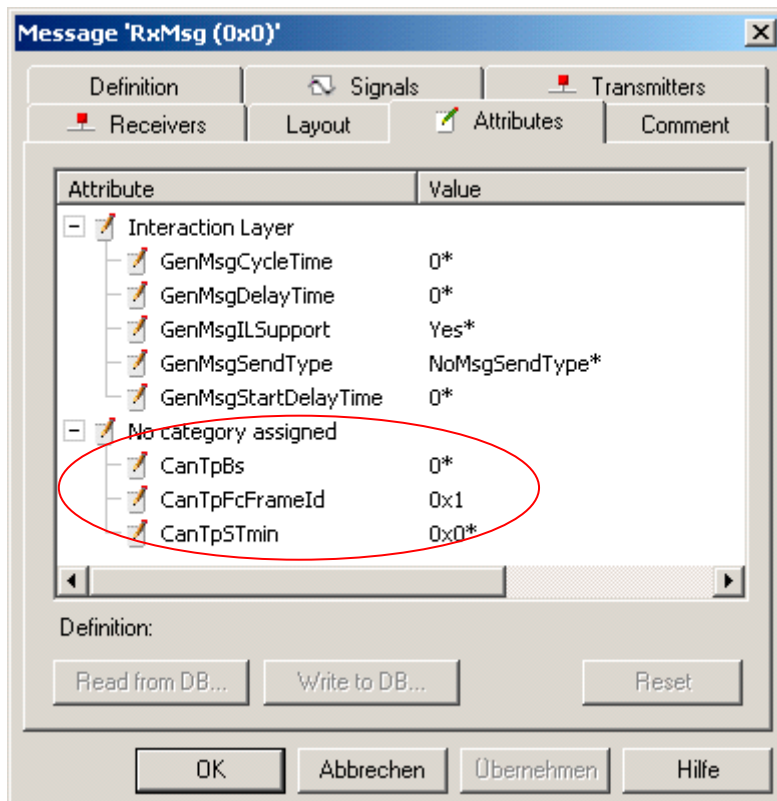 Message 'RxMsg (0x0)'
Definition Signals Transmitters
Receivers Layout Attributes Comment
Attribute Value
Interaction Layer
GenMsgCycleTime 0*
GenMsgDelayTime 0*
GenMsgILSupport Yes*
GenMsgSendType NoMsgSendType*
GenMsgStartDelayTime 0*
No category assigned
CanTpBs 0*
CanTpFcFrameId 0x1
CanTpSTmin 0x0*
Definition:
Read from DB... Write to DB... Reset
OK Abbrechen Übernehmen Hilfe